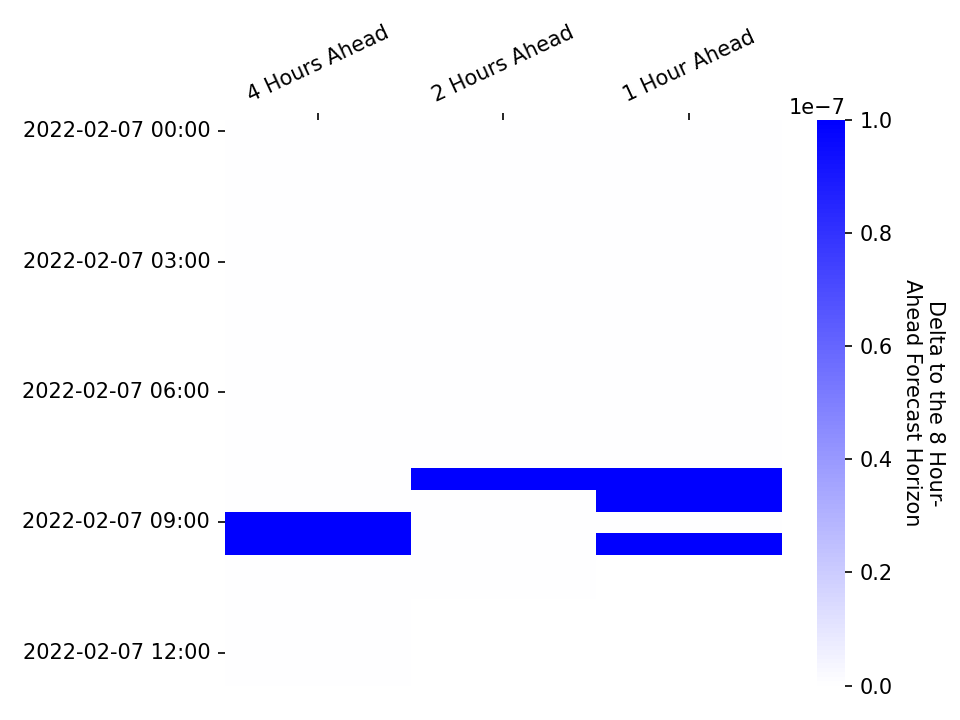 4 Hours Ahead
2 Hours Ahead
1 Hour Ahead
2022-02-07 00:00
2022-02-07 03:00
2022-02-07 06:00
2022-02-07 09:00
2022-02-07 12:00
1e−7
1.0
0.8
0.6
0.4
0.2
0.0
Delta to the 8 Hour-
Ahead Forecast Horizon